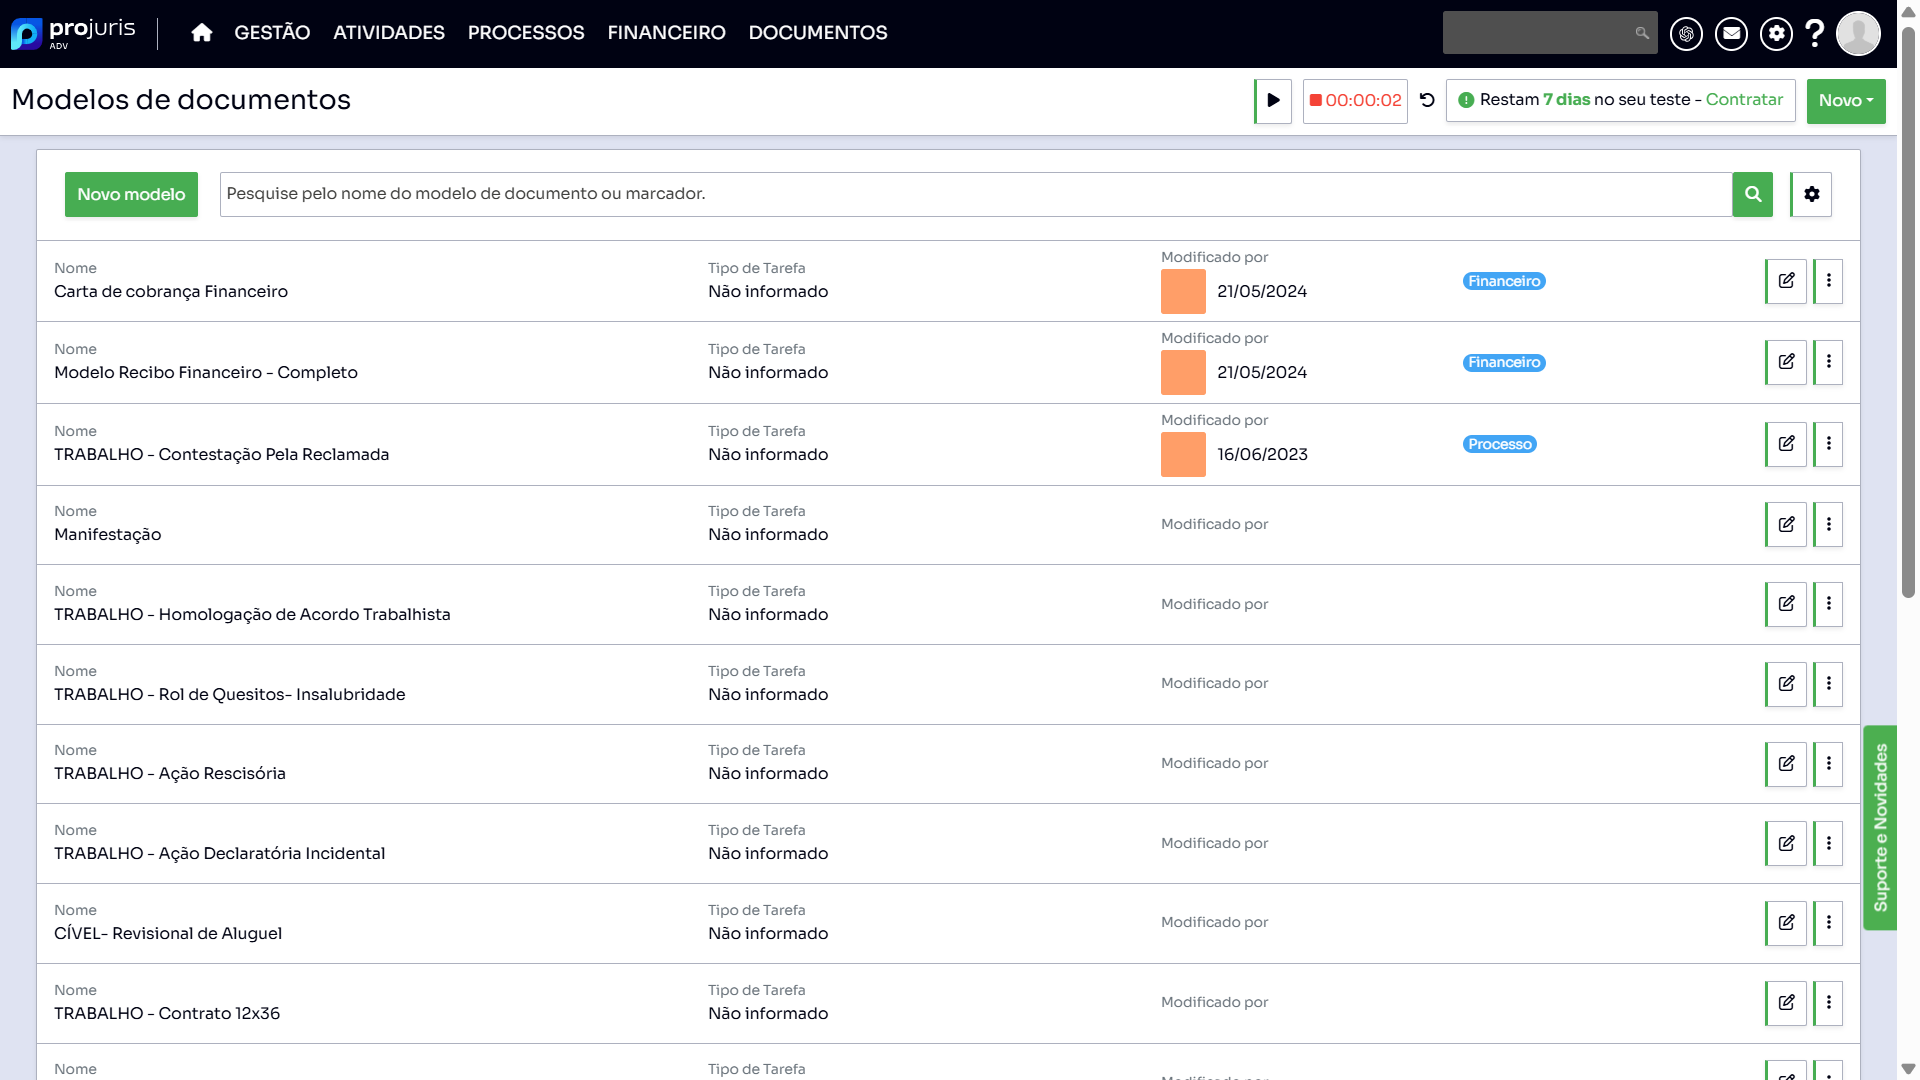 projuris
ADV
GESTÃO
ATIVIDADES
PROCESSOS
FINANCEIRO
DOCUMENTOS
Modelos de documentos
00:00:02
Restam 7 dias no seu teste - Contratar
Novo
Novo modelo
Pesquise pelo nome do modelo de documento ou marcador.
Nome
Carta de cobrança Financeiro
Tipo de Tarefa
Não informado
Modificado por
21/05/2024
Financeiro
Nome
Modelo Recibo Financeiro - Completo
Tipo de Tarefa
Não informado
Modificado por
21/05/2024
Financeiro
Nome
TRABALHO - Contestação Pela Reclamada
Tipo de Tarefa
Não informado
Modificado por
16/06/2023
Processo
Nome
Manifestação
Tipo de Tarefa
Não informado
Modificado por
Nome
TRABALHO - Homologação de Acordo Trabalhista
Tipo de Tarefa
Não informado
Modificado por
Nome
TRABALHO - Rol de Quesitos- Insalubridade
Tipo de Tarefa
Não informado
Modificado por
Nome
TRABALHO - Ação Rescisória
Tipo de Tarefa
Não informado
Modificado por
Nome
TRABALHO - Ação Declaratória Incidental
Tipo de Tarefa
Não informado
Modificado por
Nome
CÍVEL- Revisional de Aluguel
Tipo de Tarefa
Não informado
Modificado por
Nome
TRABALHO - Contrato 12x36
Tipo de Tarefa
Não informado
Modificado por
Nome
Tipo de Tarefa
Modificado por
Suporte e Novidades